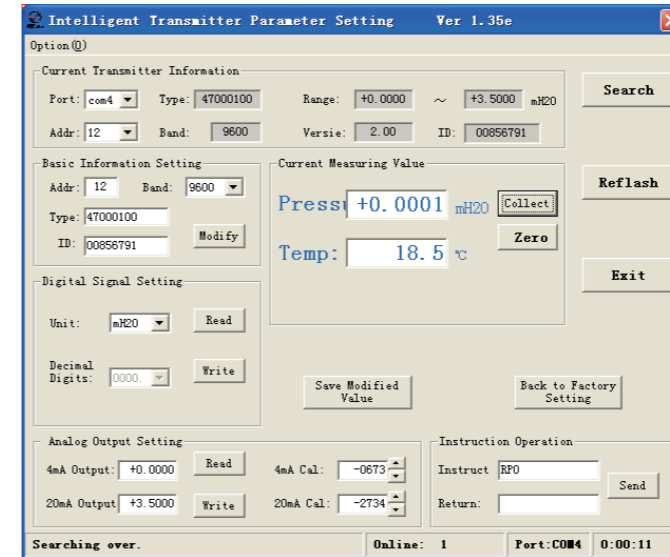 Intelligent Transmitter Parameter Setting Ver 1.35e
Option(O)
Current Transmitter Information
Port: com4 Type: 47000100 Range: +0.0000 ~ +3.5000 mH2O
Addr: 12 Band: 9600 Versie: 2.00 ID: 00856791
Search
Basic Information Setting
Addr: 12 Band: 9600
Type: 47000100
ID: 00856791
Modify
Current Measuring Value
Press +0.0001 mH2O Collect
Zero
Temp: 18.5 ℃
Reflash
Exit
Digital Signal Setting
Unit: mH2O Read
Decimal
Digits: 0000. Write
Save Modified
Value
Back to Factory
Setting
Analog Output Setting
4mA Output: +0.0000 Read 4mA Cal: -0673
20mA Output +3.5000 Write 20mA Cal: -2734
Instruction Operation
Instruct RPO
Return:
Send
Searching over. Online: 1 Port:COM4 0:00:11